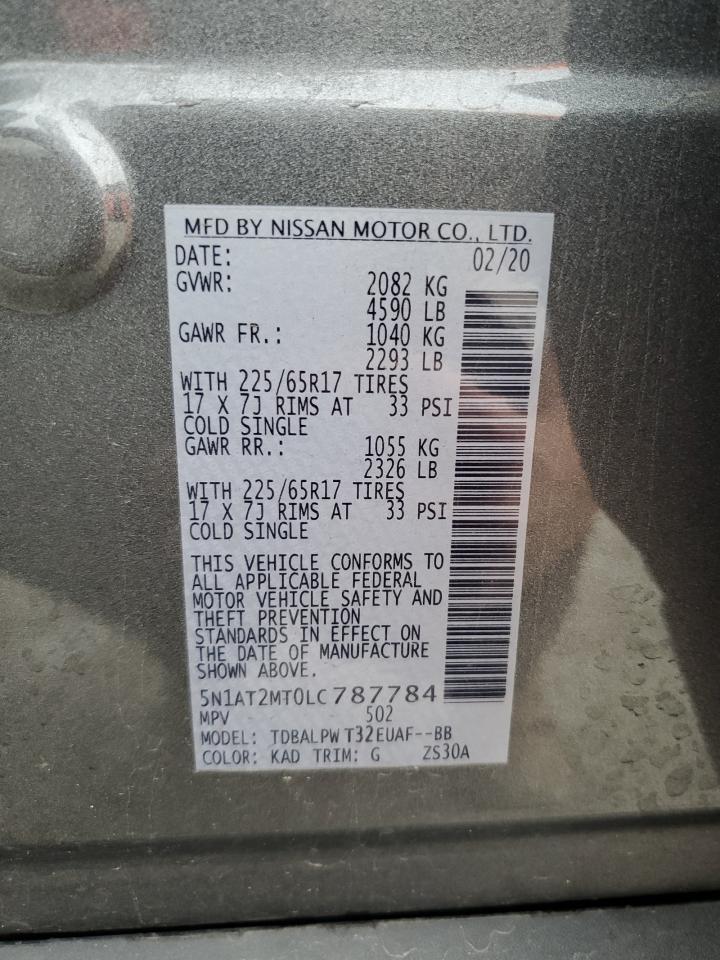 MFD BY NISSAN MOTOR CO., LTD.
DATE: 02/20
GVWR: 2082 KG
4590 LB
GAWR FR.: 1040 KG
2293 LB
WITH 225/65R17 TIRES
17 X 7J RIMS AT 33 PSI
COLD SINGLE
GAWR RR.: 1055 KG
2326 LB
WITH 225/65R17 TIRES
17 X 7J RIMS AT 33 PSI
COLD SINGLE
THIS VEHICLE CONFORMS TO
ALL APPLICABLE FEDERAL
MOTOR VEHICLE SAFETY AND
THEFT PREVENTION
STANDARDS IN EFFECT ON
THE DATE OF MANUFACTURE
SHOWN ABOVE.
5N1AT2MT0LC787784
MPV 502
MODEL: TDBALPW T32EUAF--BB
COLOR: KAD TRIM: G ZS30A